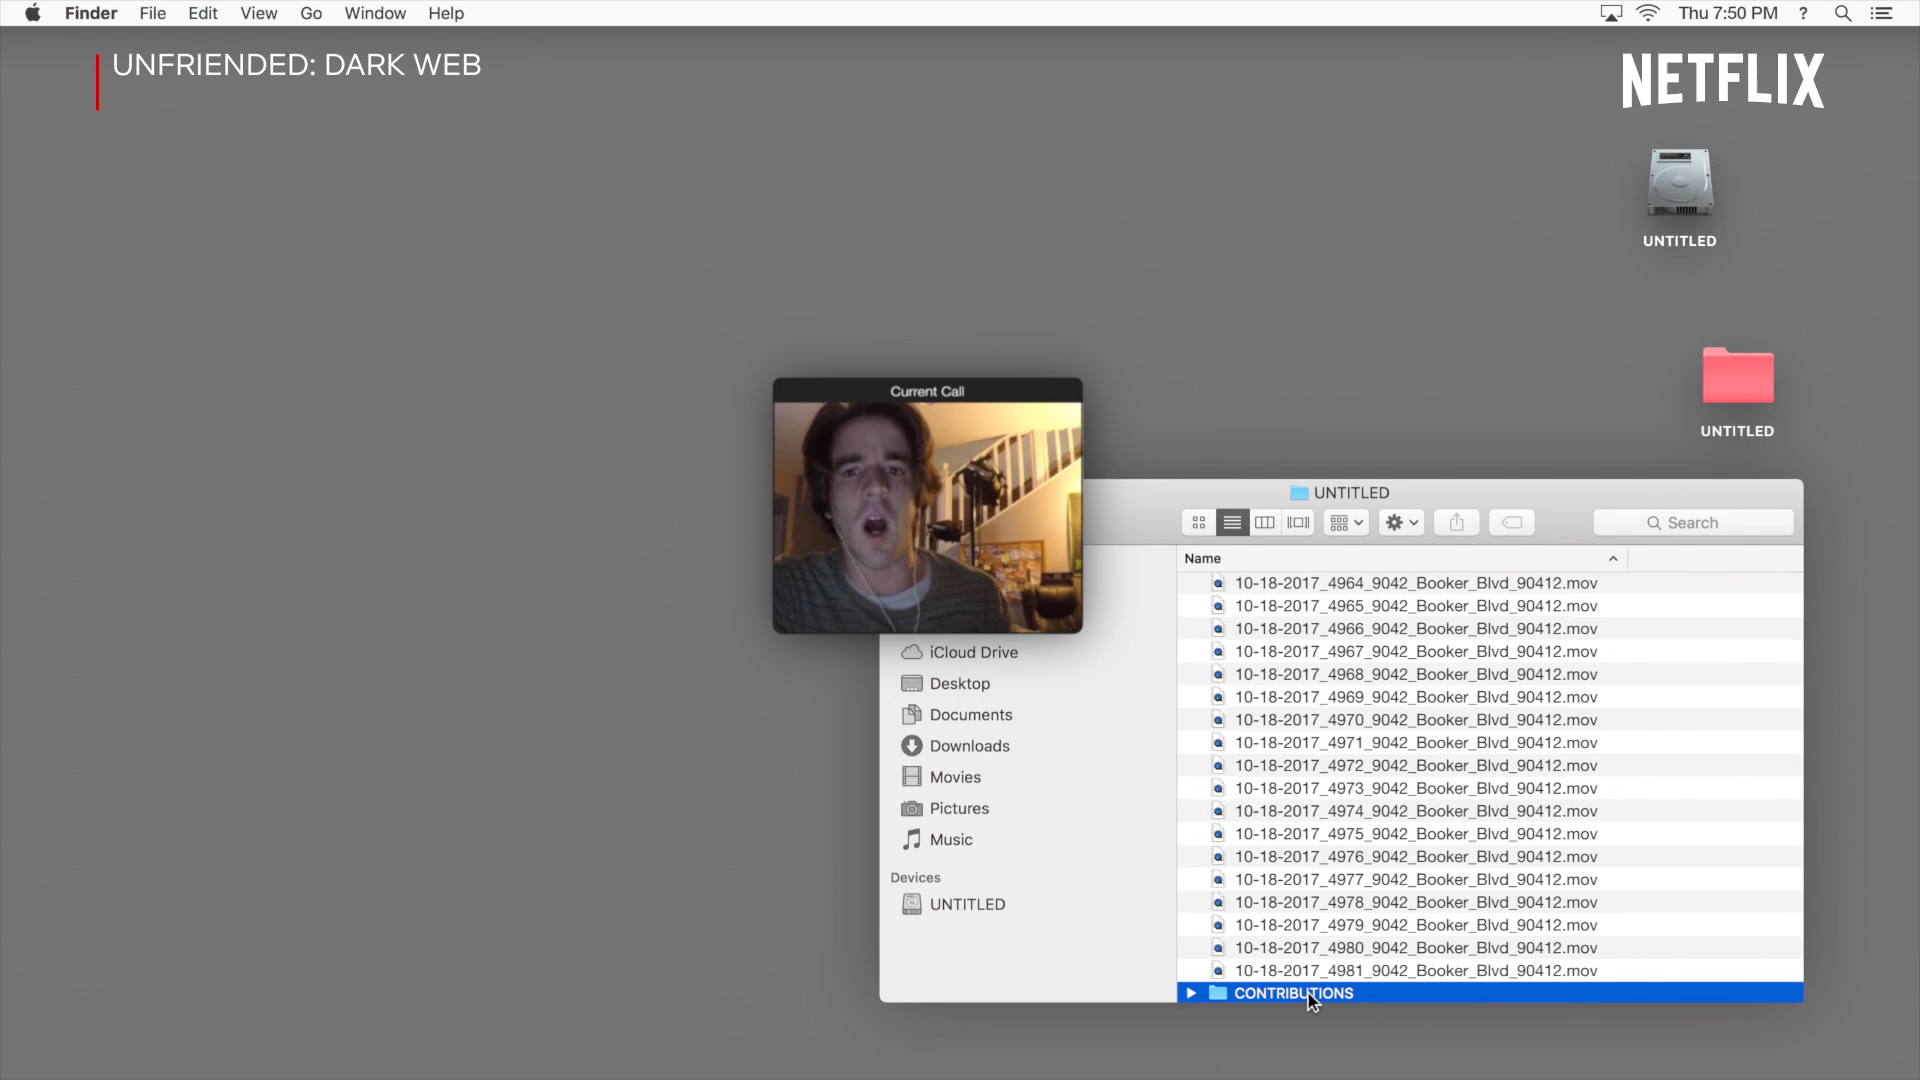 Finder File Edit View Go Window Help Thu 7:50 PM ?
UNFRIENDED: DARK WEB
NETFLIX
UNTITLED
UNTITLED
Current Call
UNTITLED
Search
Name
iCloud Drive
Desktop
Documents
Downloads
Movies
Pictures
Music
Devices
UNTITLED
10-18-2017_4964_9042_Booker_Blvd_90412.mov
10-18-2017_4965_9042_Booker_Blvd_90412.mov
10-18-2017_4966_9042_Booker_Blvd_90412.mov
10-18-2017_4967_9042_Booker_Blvd_90412.mov
10-18-2017_4968_9042_Booker_Blvd_90412.mov
10-18-2017_4969_9042_Booker_Blvd_90412.mov
10-18-2017_4970_9042_Booker_Blvd_90412.mov
10-18-2017_4971_9042_Booker_Blvd_90412.mov
10-18-2017_4972_9042_Booker_Blvd_90412.mov
10-18-2017_4973_9042_Booker_Blvd_90412.mov
10-18-2017_4974_9042_Booker_Blvd_90412.mov
10-18-2017_4975_9042_Booker_Blvd_90412.mov
10-18-2017_4976_9042_Booker_Blvd_90412.mov
10-18-2017_4977_9042_Booker_Blvd_90412.mov
10-18-2017_4978_9042_Booker_Blvd_90412.mov
10-18-2017_4979_9042_Booker_Blvd_90412.mov
10-18-2017_4980_9042_Booker_Blvd_90412.mov
10-18-2017_4981_9042_Booker_Blvd_90412.mov
CONTRIBUTIONS